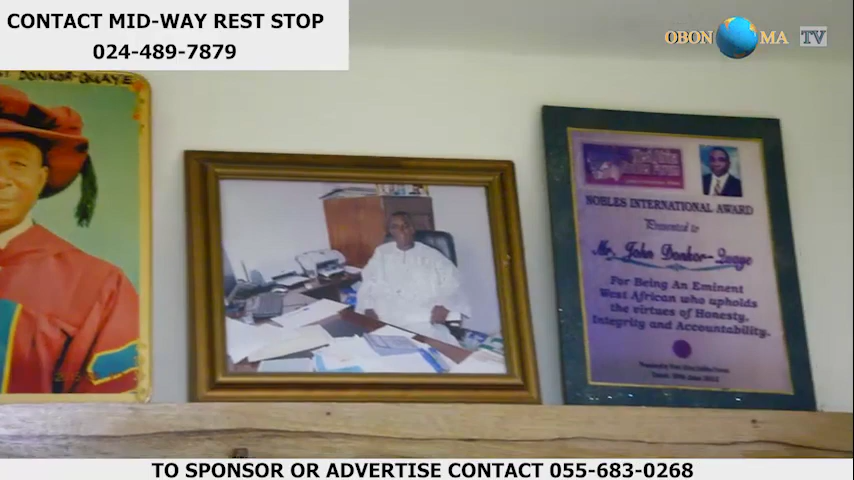 CONTACT MID-WAY REST STOP
024-489-7879
OBON MA TV
DONKOR-QUAYE
NOBLES INTERNATIONAL AWARD
Presented to
Mr. John Donkor-Quaye
For Being An Eminent
West African who upholds
the virtues of Honesty,
Integrity and Accountability.
TO SPONSOR OR ADVERTISE CONTACT 055-683-0268